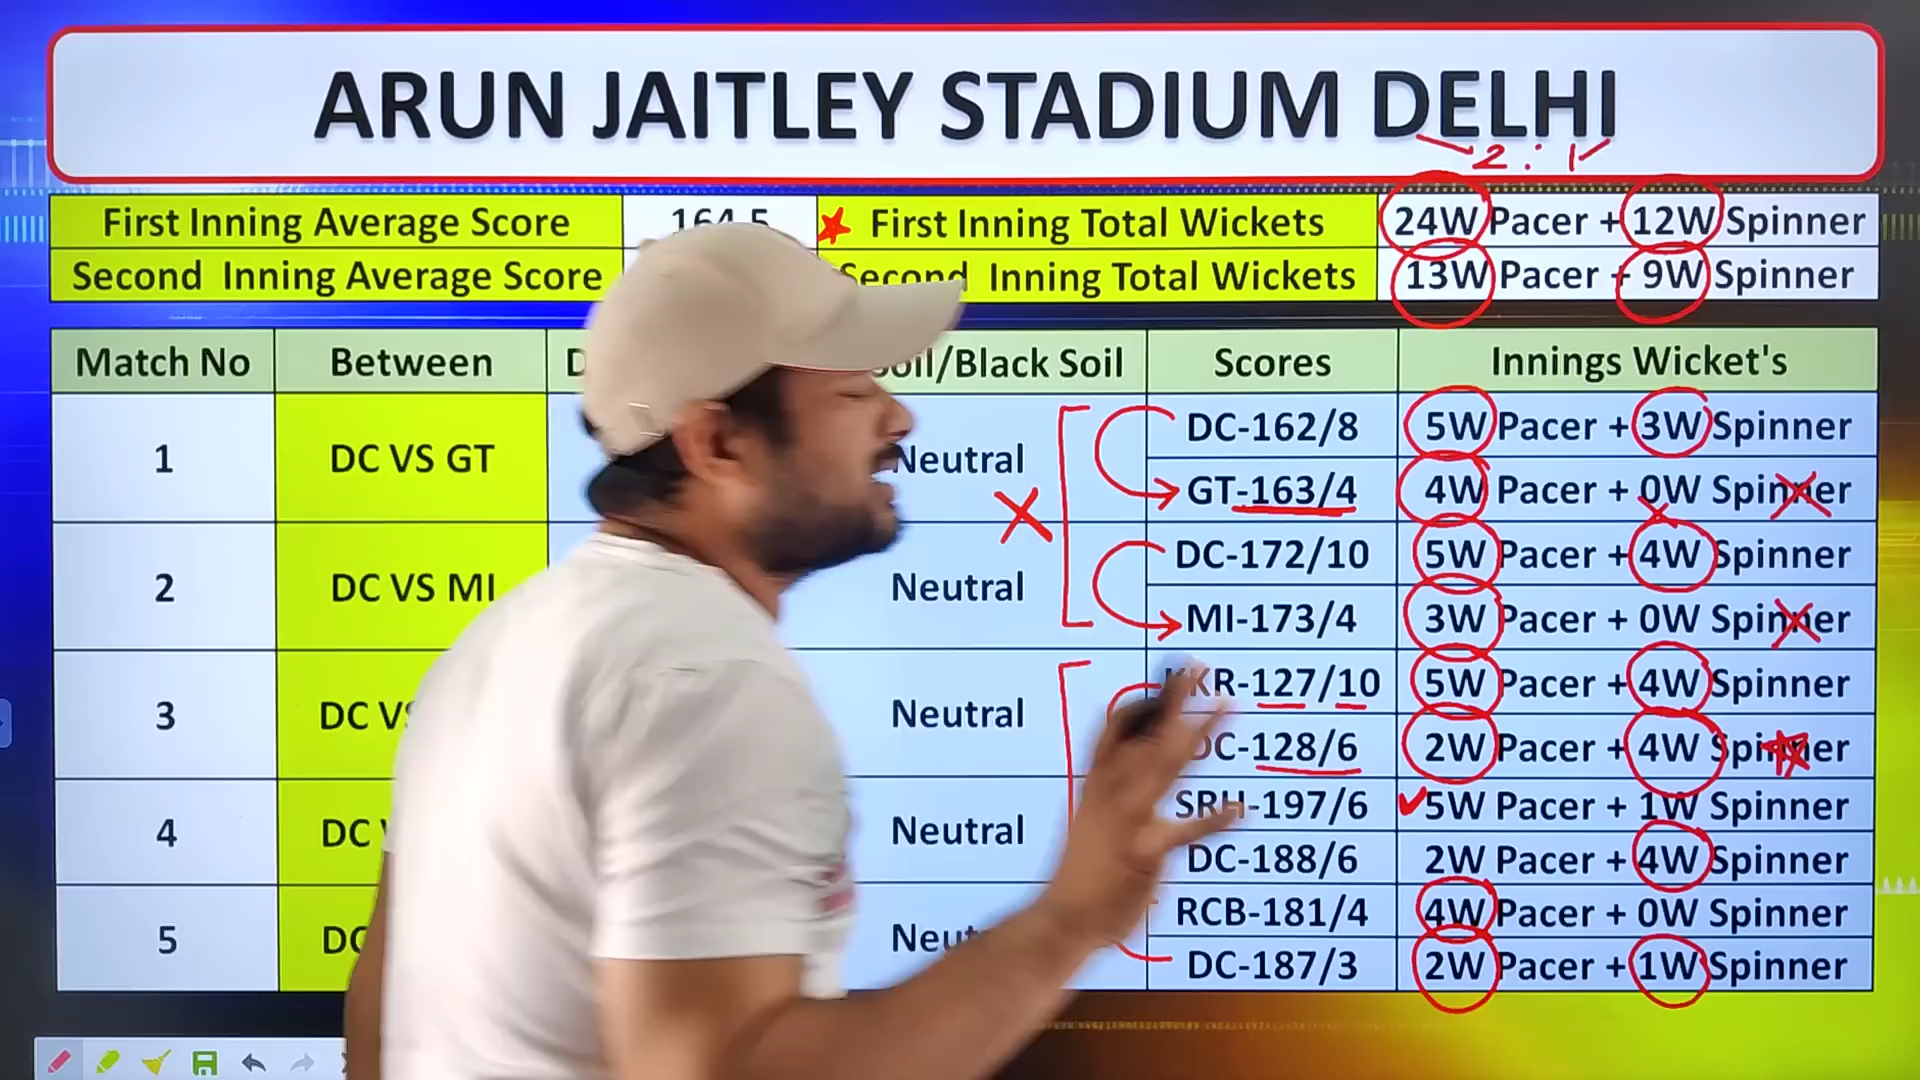 ARUN JAITLEY STADIUM DELHI
2 : 1
First Inning Average Score 164.5 First Inning Total Wickets 24W Pacer + 12W Spinner
Second Inning Average Score Second Inning Total Wickets 13W Pacer + 9W Spinner
Match No Between Soil/Black Soil Scores Innings Wicket's
1 DC VS GT Neutral DC-162/8 5W Pacer + 3W Spinner
GT-163/4 4W Pacer + 0W Spinner
2 DC VS MI Neutral DC-172/10 5W Pacer + 4W Spinner
MI-173/4 3W Pacer + 0W Spinner
3 DC VS Neutral KKR-127/10 5W Pacer + 4W Spinner
DC-128/6 2W Pacer + 4W Spinner
4 DC Neutral SRH-197/6 5W Pacer + 1W Spinner
DC-188/6 2W Pacer + 4W Spinner
5 DC RCB-181/4 4W Pacer + 0W Spinner
DC-187/3 2W Pacer + 1W Spinner